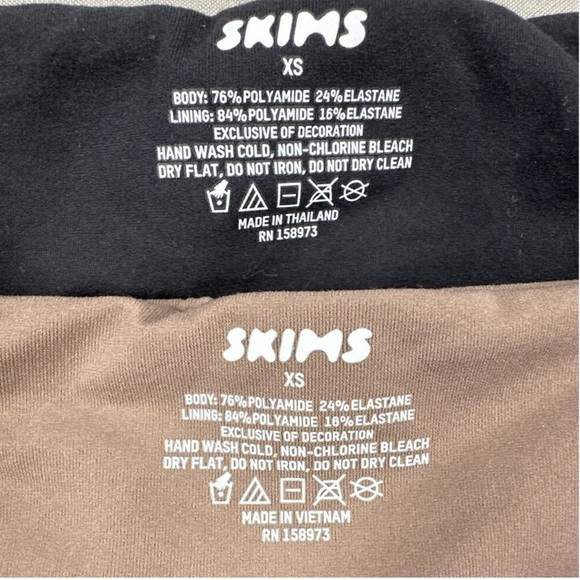 SKIMS
XS
BODY: 76% POLYAMIDE 24% ELASTANE
LINING: 84% POLYAMIDE 16% ELASTANE
EXCLUSIVE OF DECORATION
HAND WASH COLD, NON-CHLORINE BLEACH
DRY FLAT, DO NOT IRON, DO NOT DRY CLEAN
MADE IN THAILAND
RN 158973
SKIMS
XS
BODY: 76% POLYAMIDE 24% ELASTANE
LINING: 84% POLYAMIDE 16% ELASTANE
EXCLUSIVE OF DECORATION
HAND WASH COLD, NON-CHLORINE BLEACH
DRY FLAT, DO NOT IRON, DO NOT DRY CLEAN
MADE IN VIETNAM
RN 158973